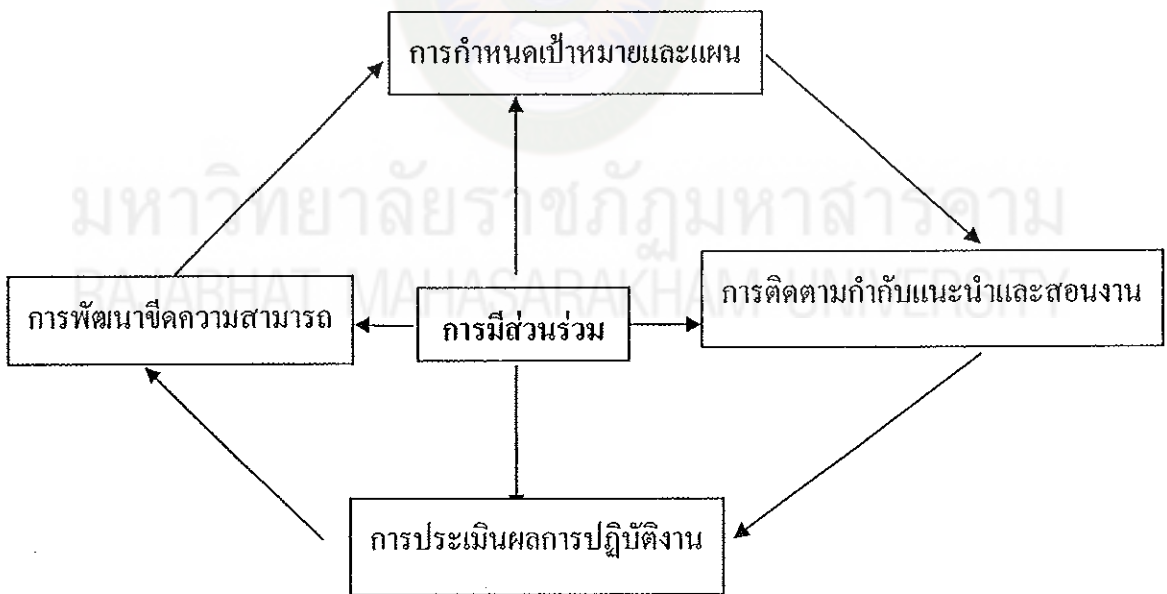 การกำหนดเป้าหมายและแผน
มหาวิทยาลัยราชภัฏมหาสารคาม
RAJABHAT MAHASARAKHAM UNIVERSITY
การพัฒนาขีดความสามารถ
การมีส่วนร่วม
การติดตามกำกับแนะนำและสอนงาน
การประเมินผลการปฏิบัติงาน